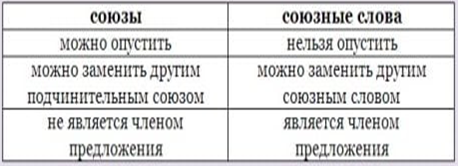 союзы союзные слова
можно опустить нельзя опустить
можно заменить другим можно заменить другим
подчинительным союзом союзным словом
не является членом является членом
предложения предложения